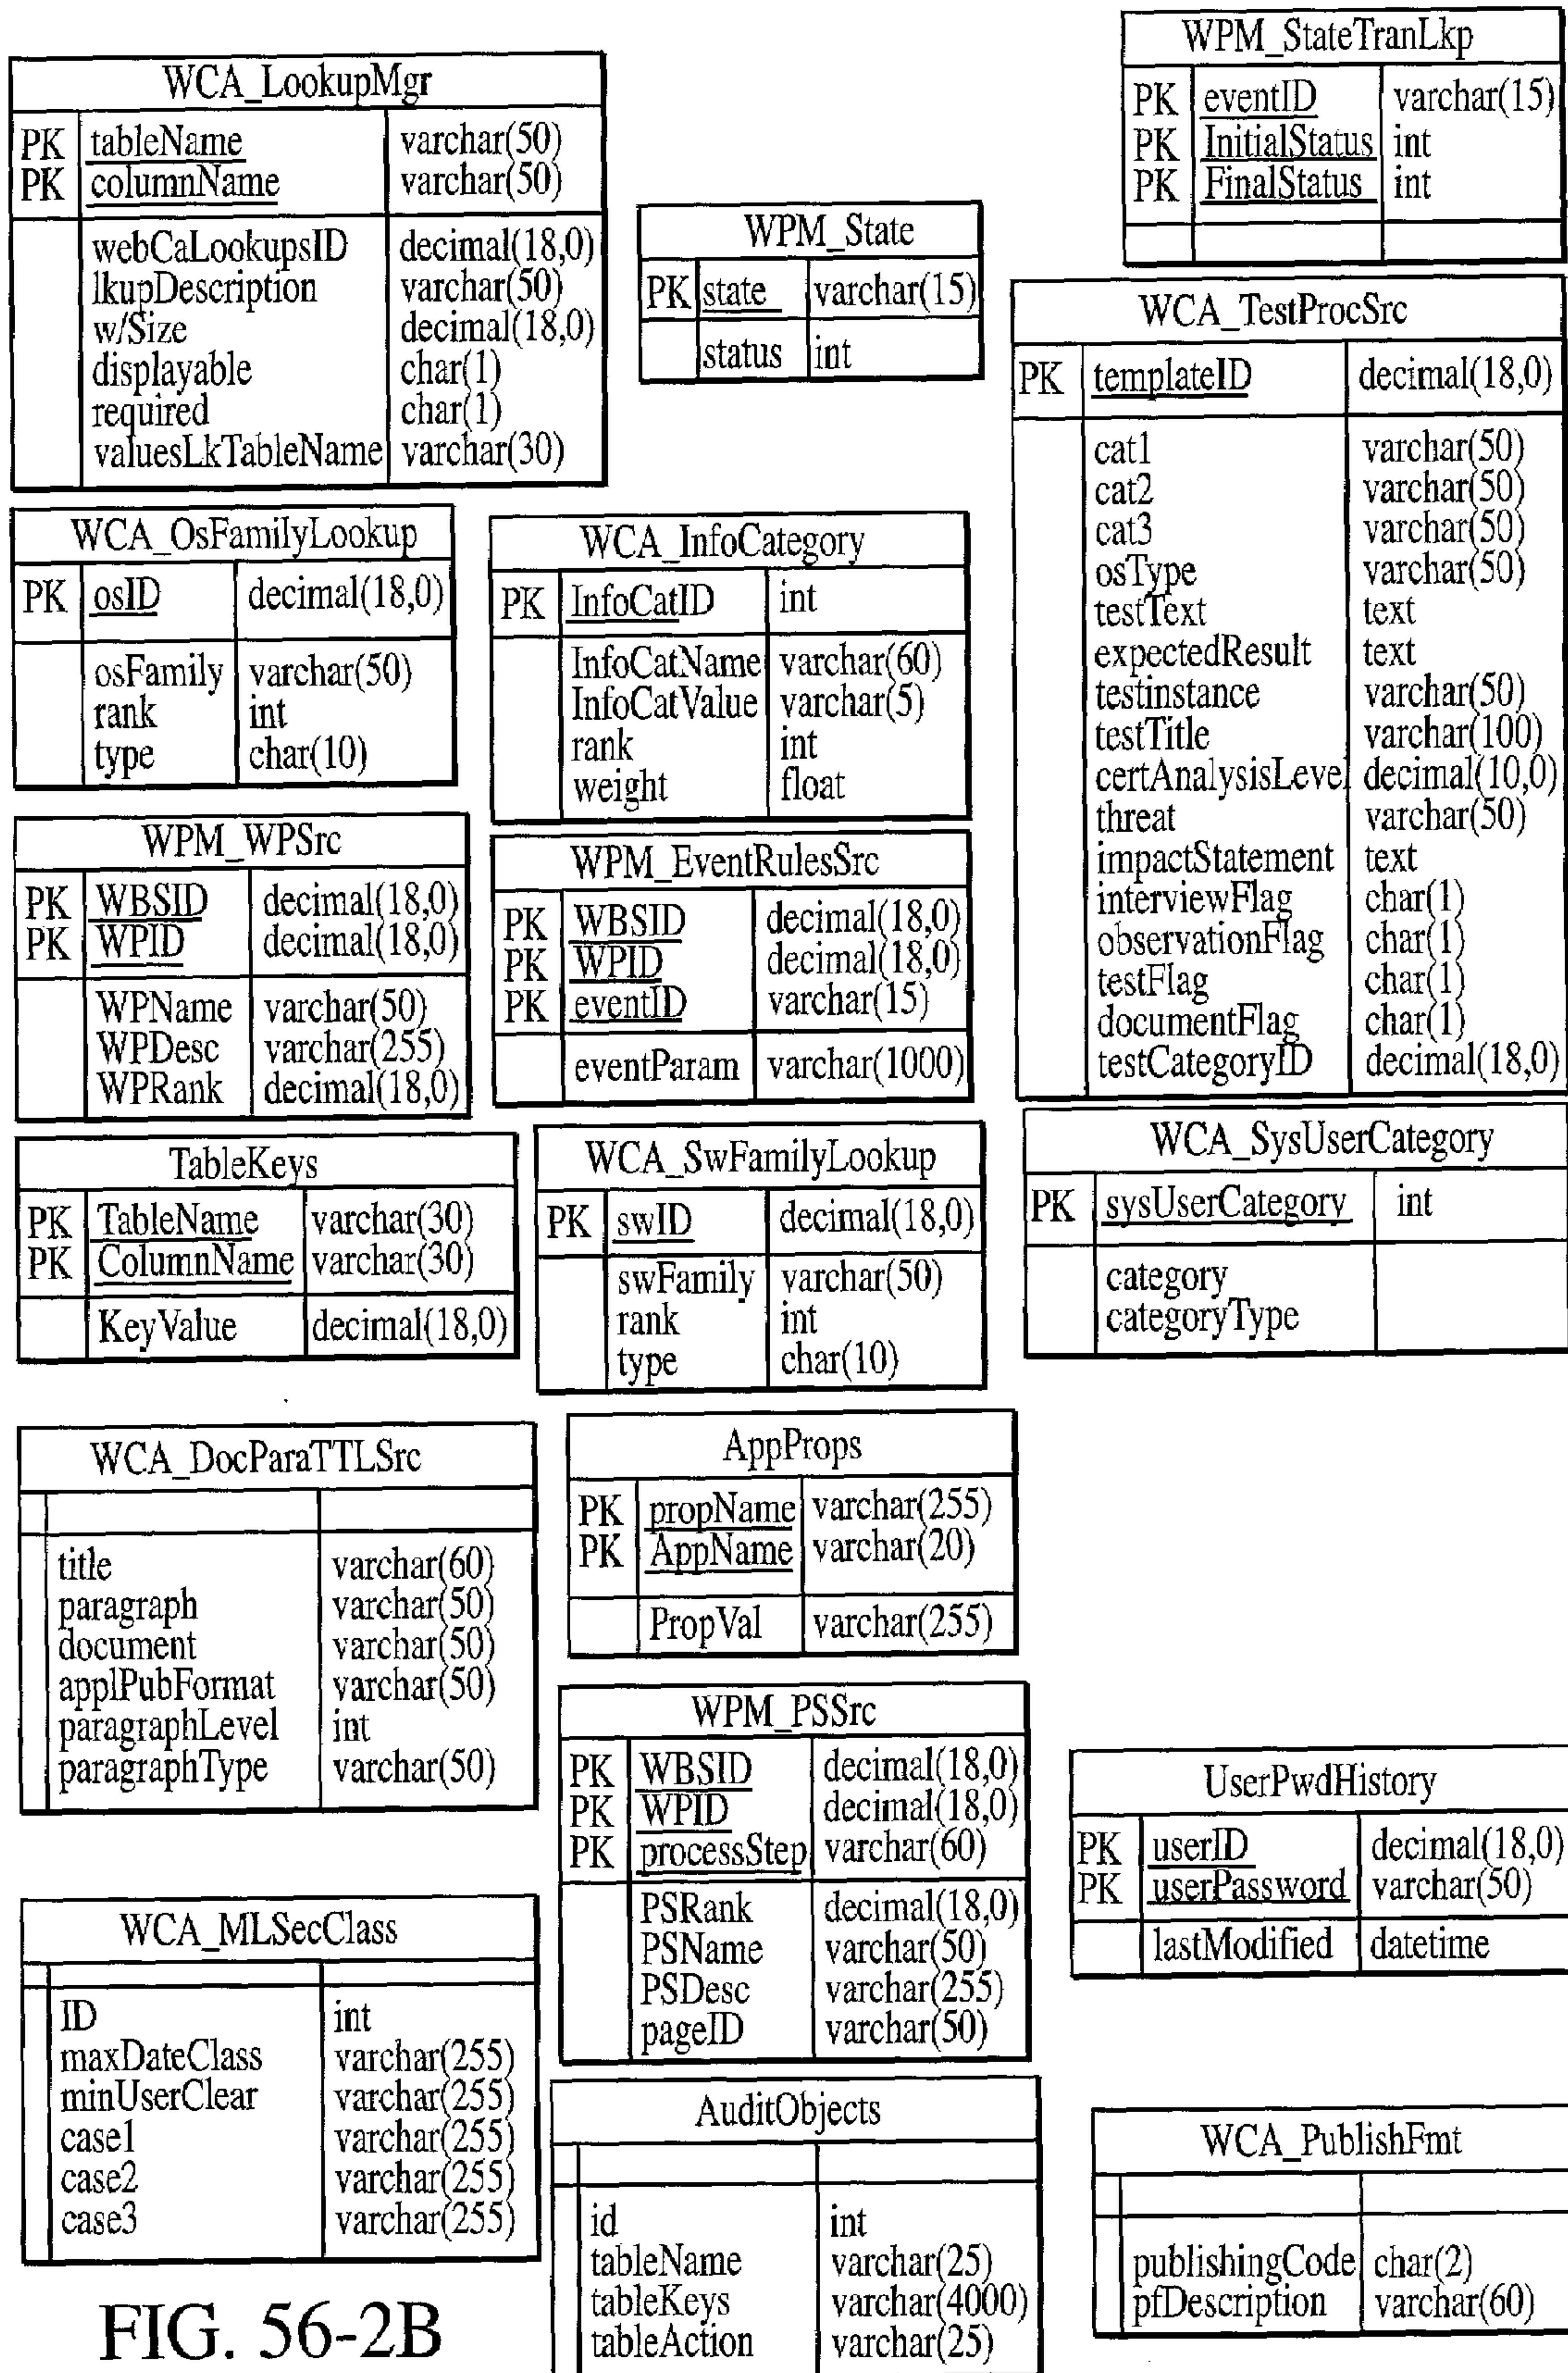 WCA_LookupMgr
PK tableName varchar(50)
PK columnName varchar(50)
webCaLookupsID decimal(18,0)
lkupDescription varchar(50)
w/Size decimal(18,0)
displayable char(1)
required char(1)
valuesLkTableName varchar(30)
WPM_State
PK state varchar(15)
status int
WPM_StateTranLkp
PK eventID varchar(15)
PK InitialStatus int
PK FinalStatus int
WCA_TestProcSrc
PK templateID decimal(18,0)
cat1 varchar(50)
cat2 varchar(50)
cat3 varchar(50)
osType varchar(50)
testText text
expectedResult text
testinstance varchar(50)
testTitle varchar(100)
certAnalysisLevel decimal(10,0)
threat varchar(50)
impactStatement text
interviewFlag char(1)
observationFlag char(1)
testFlag char(1)
documentFlag char(1)
testCategoryID decimal(18,0)
WCA_OsFamilyLookup
PK osID decimal(18,0)
osFamily varchar(50)
rank int
type char(10)
WCA_InfoCategory
PK InfoCatID int
InfoCatName varchar(60)
InfoCatValue varchar(5)
rank int
weight float
WPM_WPSrc
PK WBSID decimal(18,0)
PK WPID decimal(18,0)
WPName varchar(50)
WPDesc varchar(255)
WPRank decimal(18,0)
WPM_EventRulesSrc
PK WBSID decimal(18,0)
PK WPID decimal(18,0)
PK eventID varchar(15)
eventParam varchar(1000)
TableKeys
PK TableName varchar(30)
PK ColumnName varchar(30)
KeyValue decimal(18,0)
WCA_SwFamilyLookup
PK swID decimal(18,0)
swFamily varchar(50)
rank int
type char(10)
WCA_SysUserCategory
PK sysUserCategory int
category
categoryType
WCA_DocParaTTLSrc
title varchar(60)
paragraph varchar(50)
document varchar(50)
applPubFormat varchar(50)
paragraphLevel int
paragraphType varchar(50)
AppProps
PK propName varchar(255)
PK AppName varchar(20)
PropVal varchar(255)
WPM_PSSrc
PK WBSID decimal(18,0)
PK WPID decimal(18,0)
PK processStep varchar(60)
PSRank decimal(18,0)
PSName varchar(50)
PSDesc varchar(255)
pageID varchar(50)
UserPwdHistory
PK userID decimal(18,0)
PK userPassword varchar(50)
lastModified datetime
WCA_MLSecClass
ID int
maxDateClass varchar(255)
minUserClear varchar(255)
case1 varchar(255)
case2 varchar(255)
case3 varchar(255)
AuditObjects
id int
tableName varchar(25)
tableKeys varchar(4000)
tableAction varchar(25)
WCA_PublishFmt
publishingCode char(2)
pfDescription varchar(60)
FIG. 56-2B